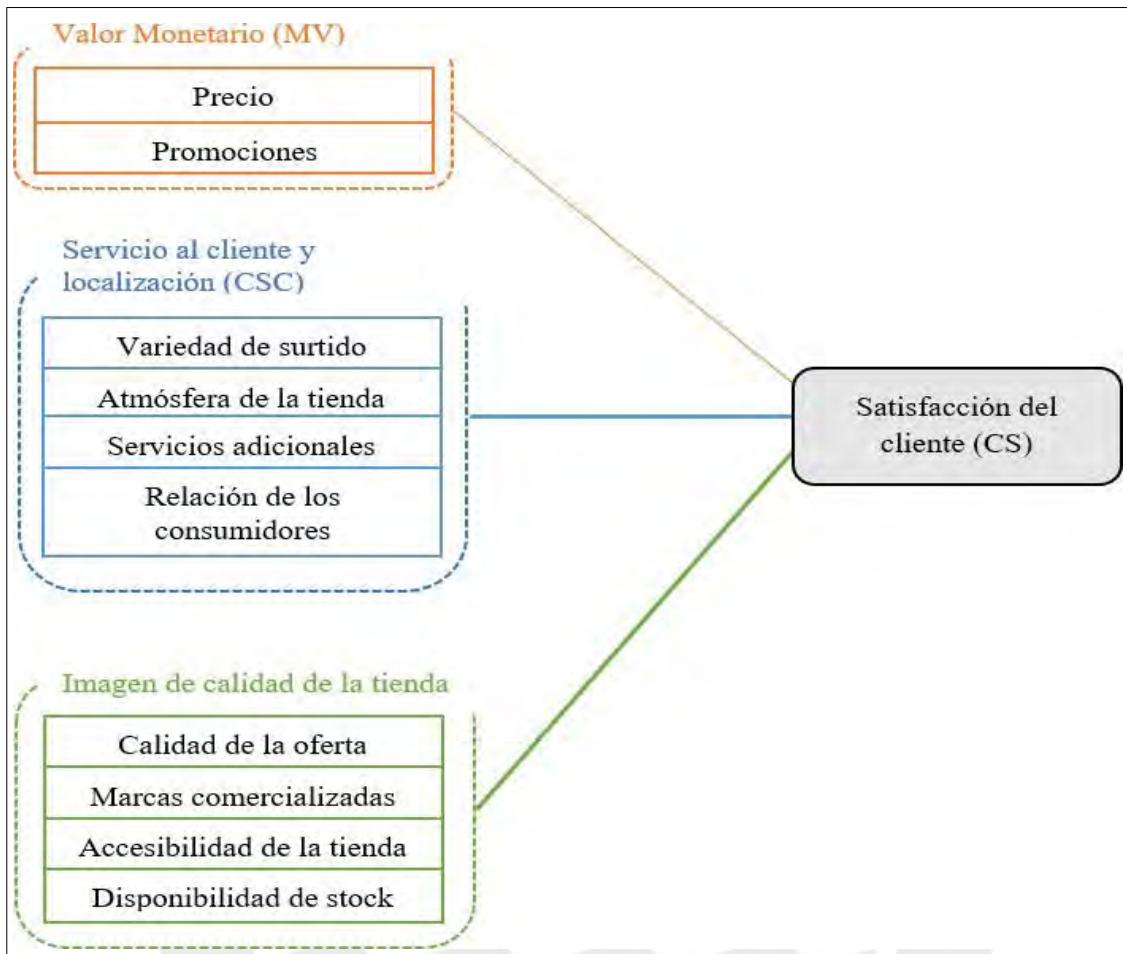 Valor Monetario (MV)
Precio
Promociones
Servicio al cliente y
localización (CSC)
Variedad de surtido
Atmósfera de la tienda
Servicios adicionales
Relación de los
consumidores
Imagen de calidad de la tienda
Calidad de la oferta
Marcas comercializadas
Accesibilidad de la tienda
Disponibilidad de stock
Satisfacción del
cliente (CS)